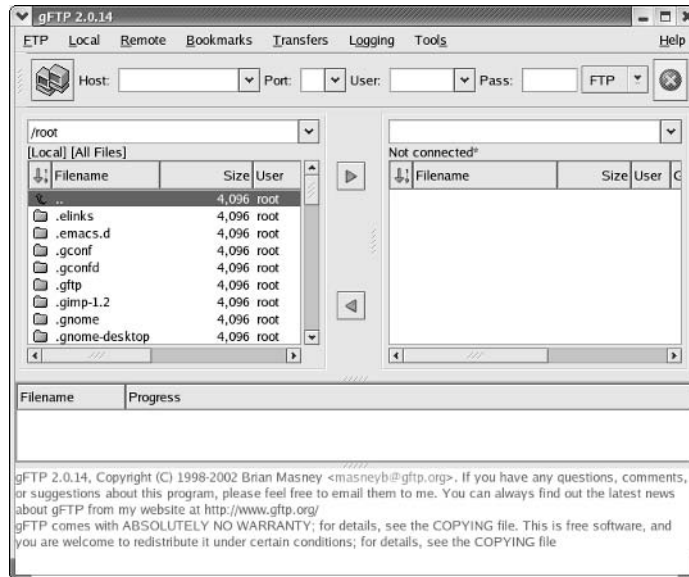 gFTP 2.0.14
FTP Local Remote Bookmarks Transfers Logging Tools Help
Host: Port: User: Pass: FTP
/root
[Local] [All Files]
Not connected*
Filename Size User
Filename Size User G
.. 4,096 root
.elinks 4,096 root
.emacs.d 4,096 root
.gconf 4,096 root
.gconfd 4,096 root
.gftp 4,096 root
.gimp-1.2 4,096 root
.gnome 4,096 root
.gnome-desktop 4,096 root
Filename Progress
gFTP 2.0.14, Copyright (C) 1998-2002 Brian Masney <masneyb@gftp.org>. If you have any questions, comments,
or suggestions about this program, please feel free to email them to me. You can always find out the latest news
about gFTP from my website at http://www.gftp.org/
gFTP comes with ABSOLUTELY NO WARRANTY; for details, see the COPYING file. This is free software, and
you are welcome to redistribute it under certain conditions; for details, see the COPYING file